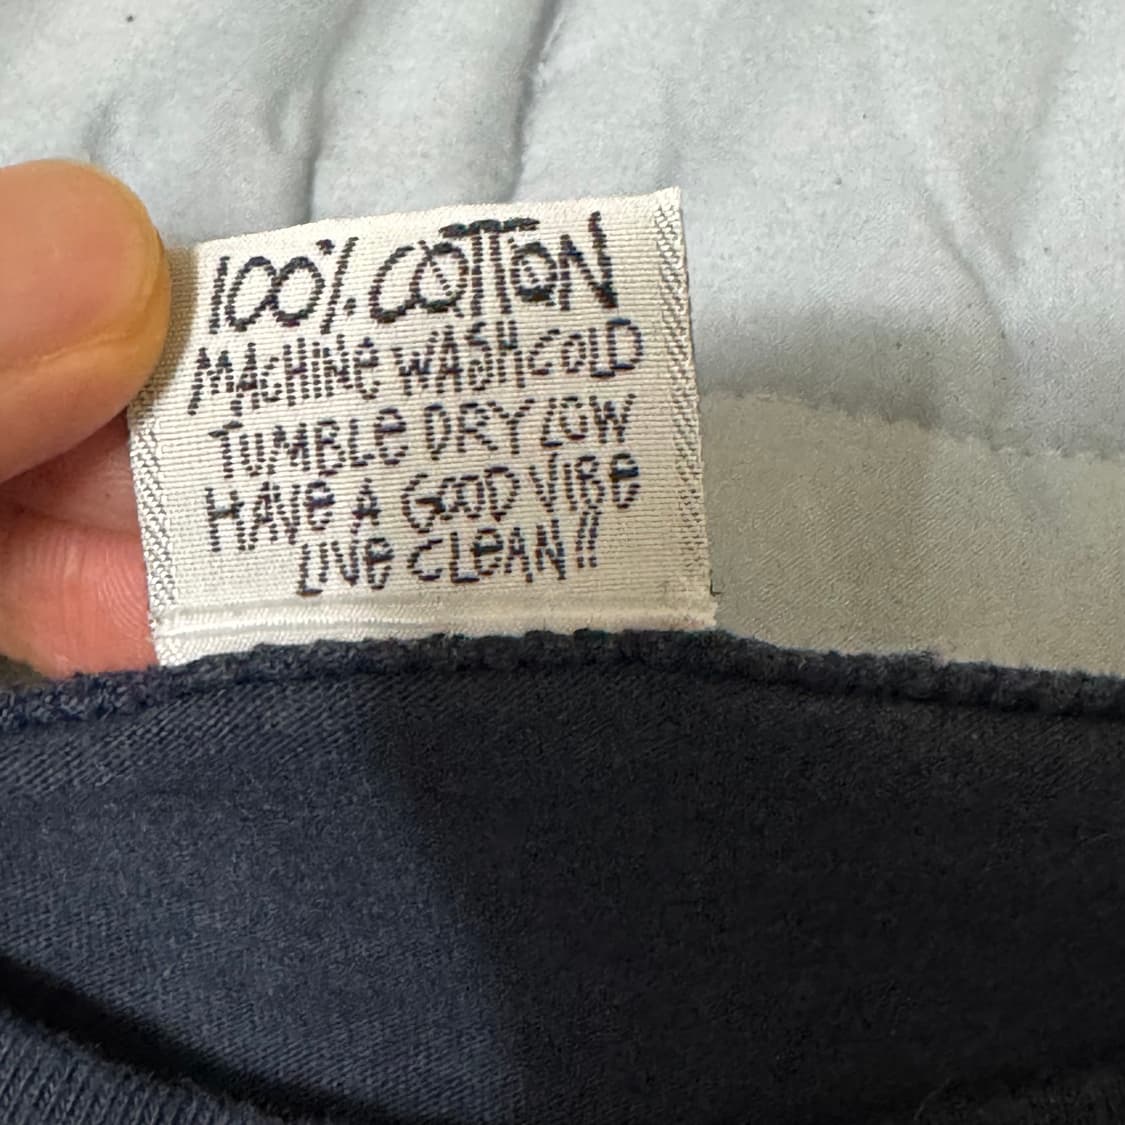 100% COTTON
MACHINE WASH COLD
TUMBLE DRY LOW
HAVE A GOOD VIBE
LIVE CLEAN!!